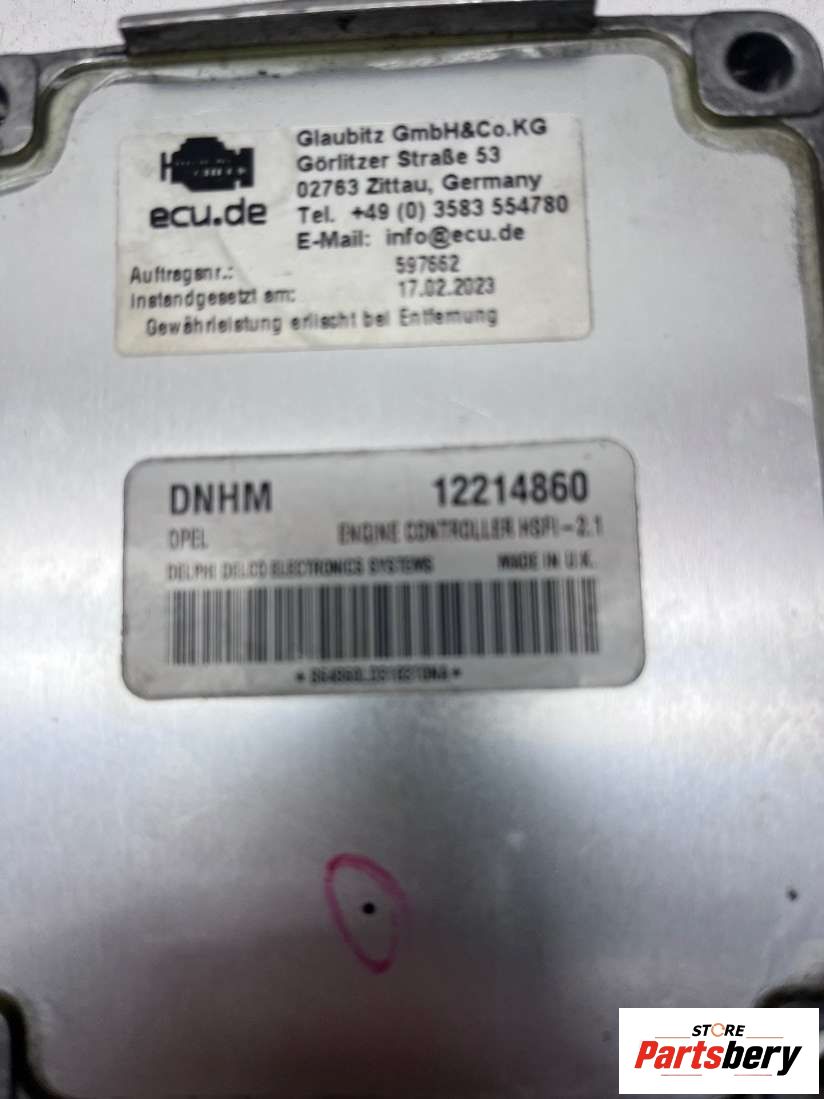 Glaubitz GmbH&Co.KG
Görlitzer Straße 53
02763 Zittau, Germany
Tel. +49 (0) 3583 554780
E-Mail: info@ecu.de
ecu.de
Auftragsnr.: 597662
Instandgesetzt am: 17.02.2023
Gewährleistung erlischt bei Entfernung
DNHM 12214860
OPEL ENGINE CONTROLLER HSFI-2.1
DELPHI DELCO ELECTRONICS SYSTEMS MADE IN U.K.
STORE
Partsbery